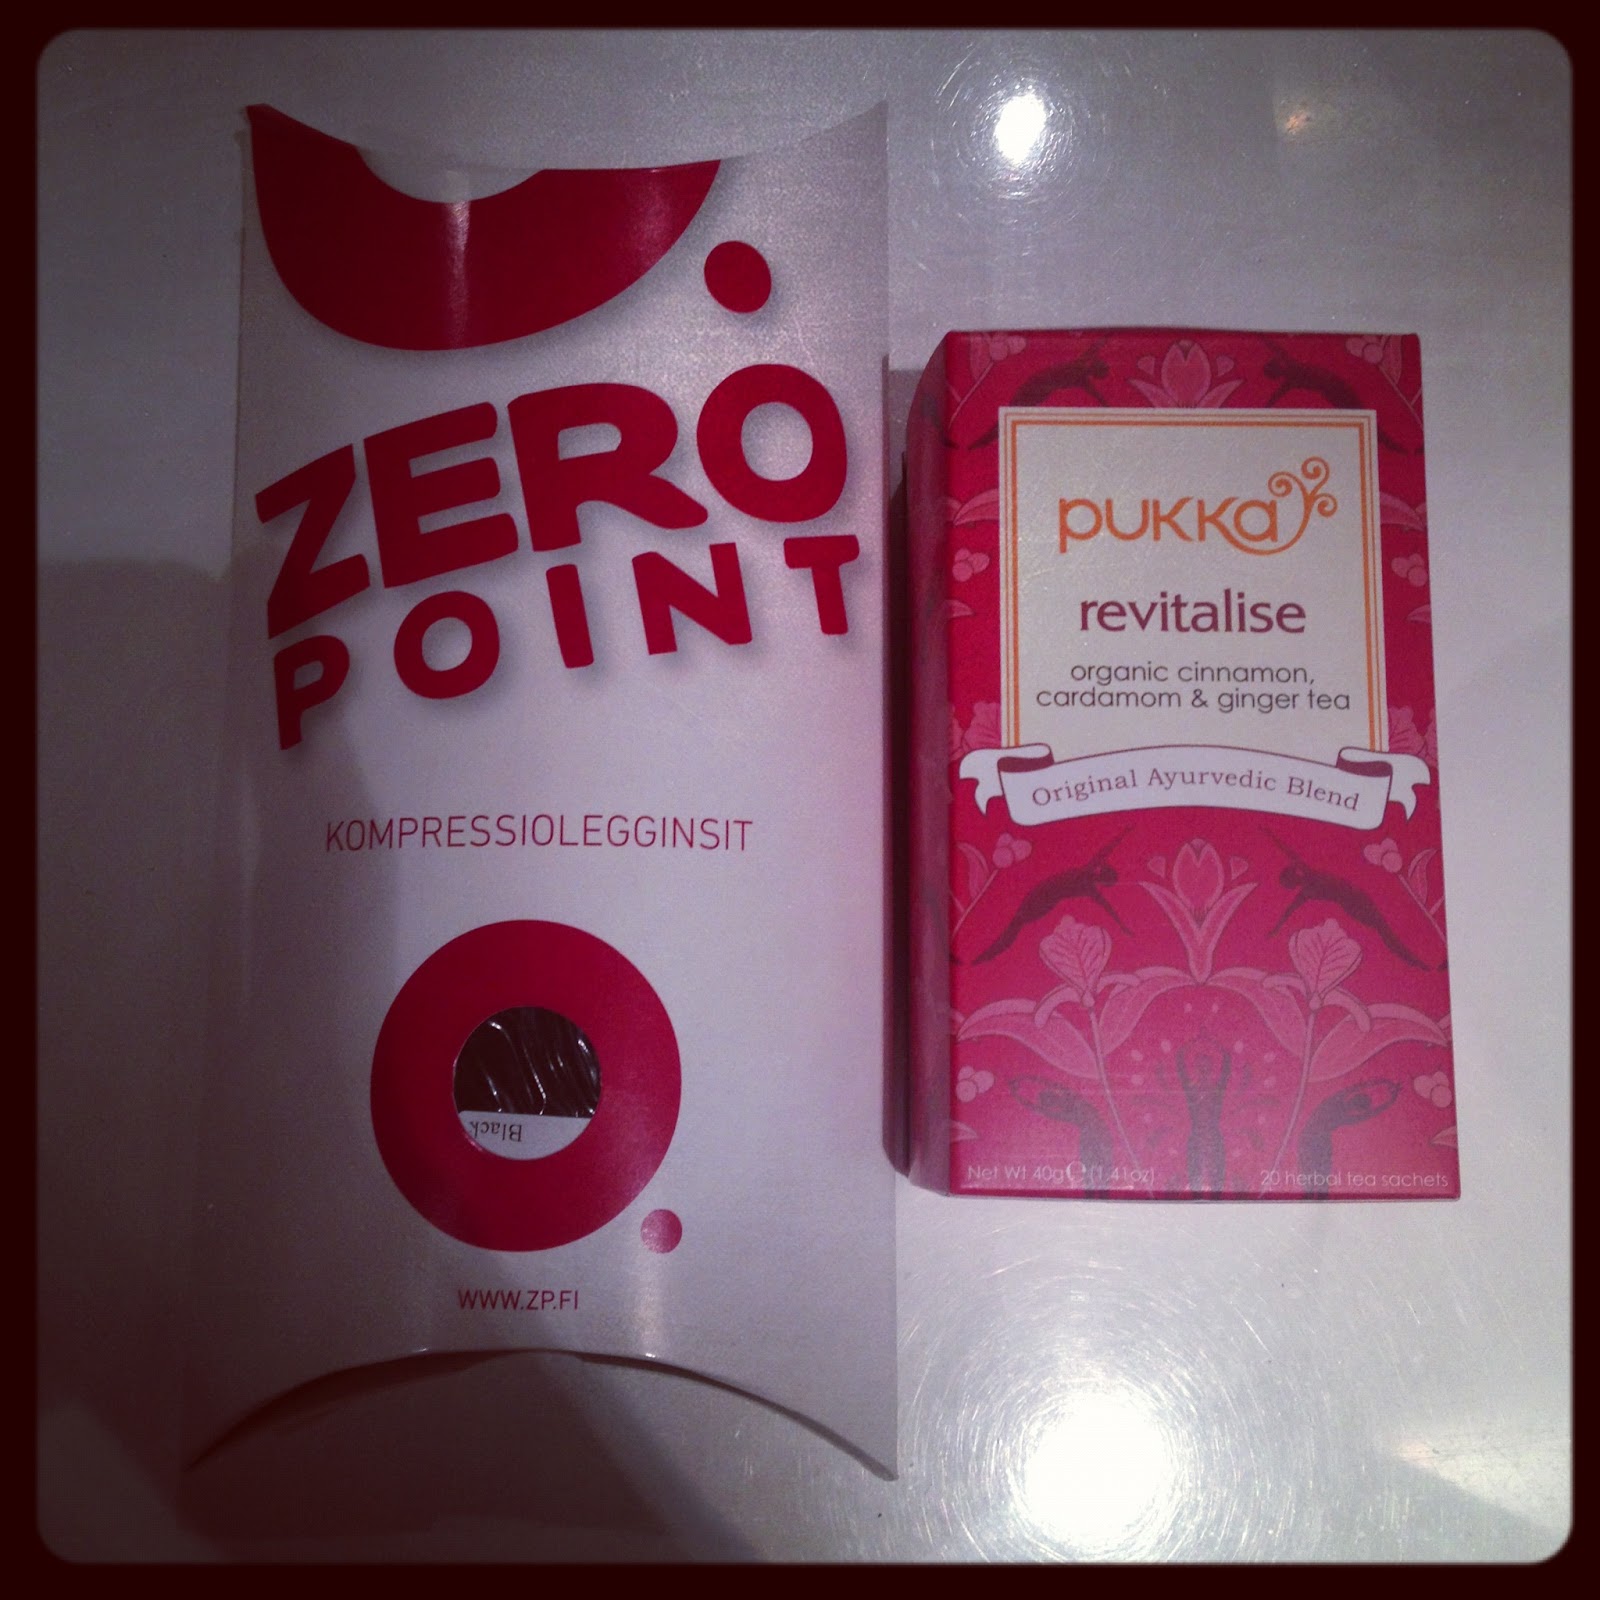 ZERO
POINT
KOMPRESSIOLEGGINSIT
Black
WWW.ZP.FI
pukka
revitalise
organic cinnamon,
cardamom & ginger tea
Original Ayurvedic Blend
Net Wt 40g℮ (1.41oz)
20 herbal tea sachets